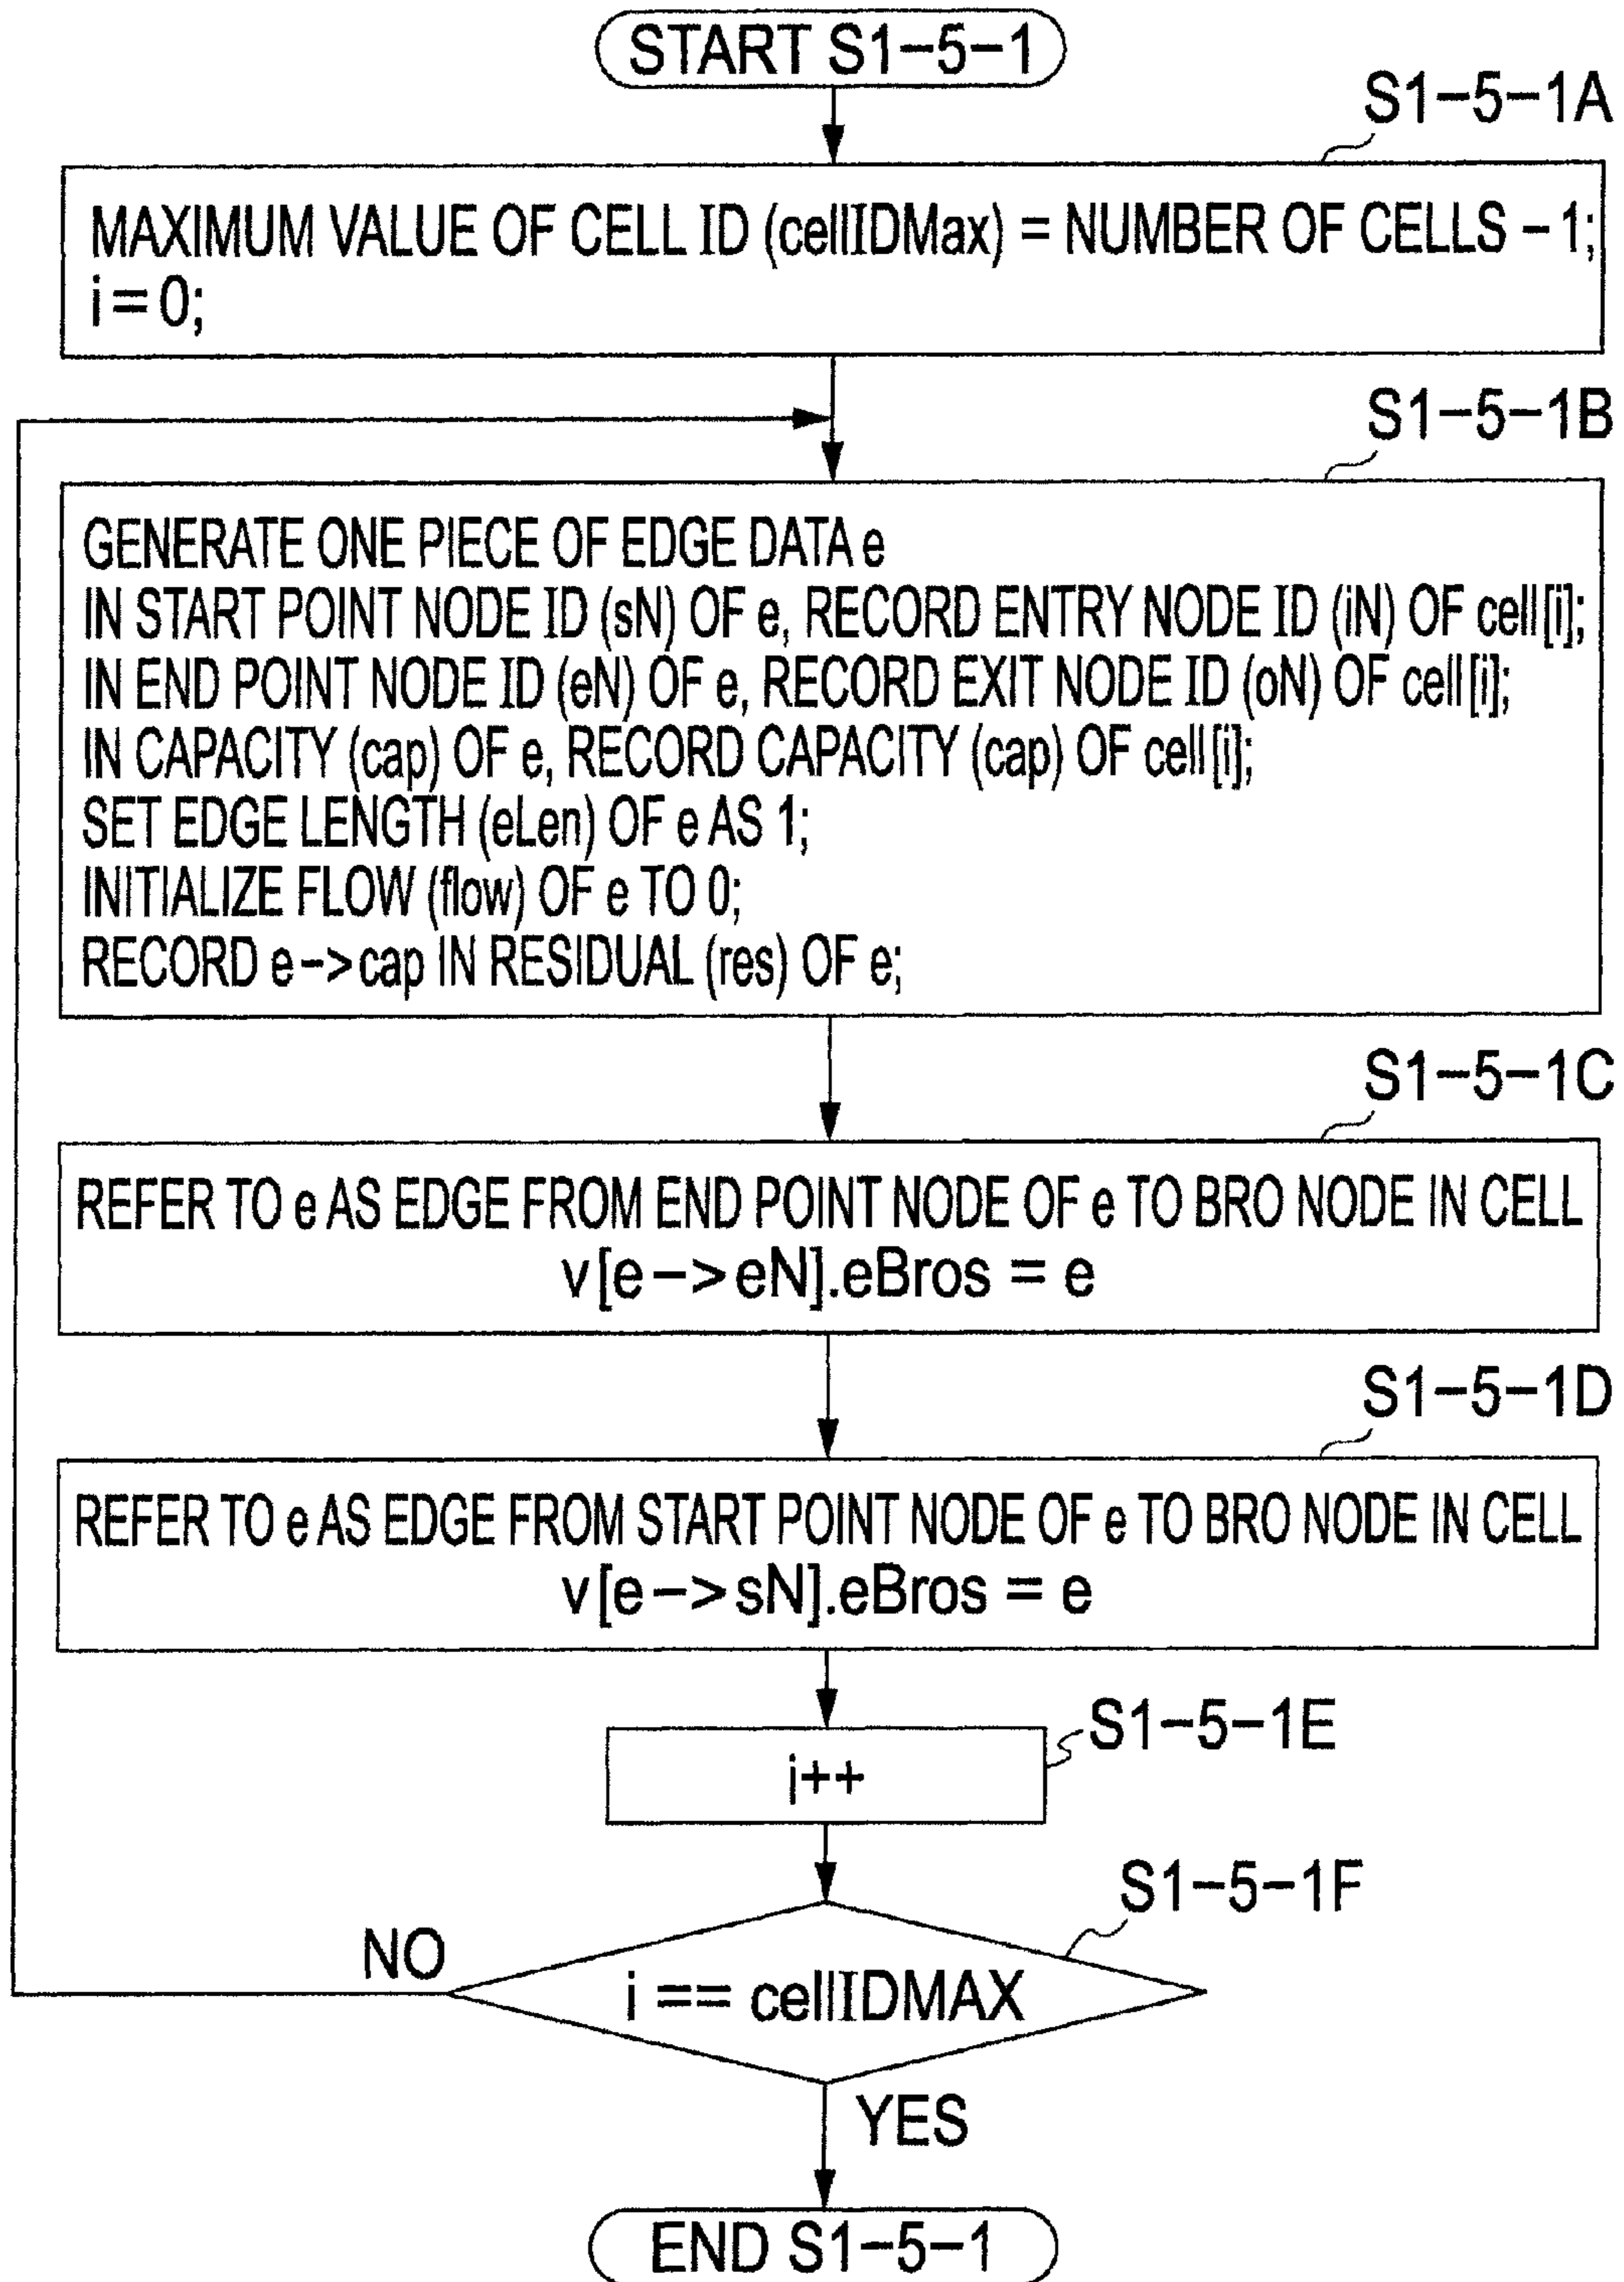 START S1-5-1
S1-5-1A
MAXIMUM VALUE OF CELL ID (cellIDMax) = NUMBER OF CELLS - 1;
i = 0;
S1-5-1B
GENERATE ONE PIECE OF EDGE DATA e
IN START POINT NODE ID (sN) OF e, RECORD ENTRY NODE ID (iN) OF cell[i];
IN END POINT NODE ID (eN) OF e, RECORD EXIT NODE ID (oN) OF cell[i];
IN CAPACITY (cap) OF e, RECORD CAPACITY (cap) OF cell[i];
SET EDGE LENGTH (eLen) OF e AS 1;
INITIALIZE FLOW (flow) OF e TO 0;
RECORD e->cap IN RESIDUAL (res) OF e;
S1-5-1C
REFER TO e AS EDGE FROM END POINT NODE OF e TO BRO NODE IN CELL
v[e->eN].eBros = e
S1-5-1D
REFER TO e AS EDGE FROM START POINT NODE OF e TO BRO NODE IN CELL
v[e->sN].eBros = e
S1-5-1E
i++
S1-5-1F
NO
i == cellIDMAX
YES
END S1-5-1